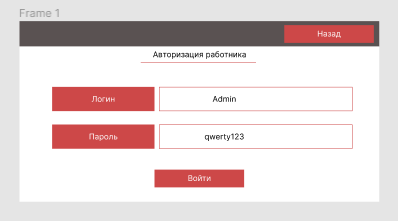 Frame 1
Назад
Авторизация работника
Логин
Admin
Пароль
qwerty123
Войти